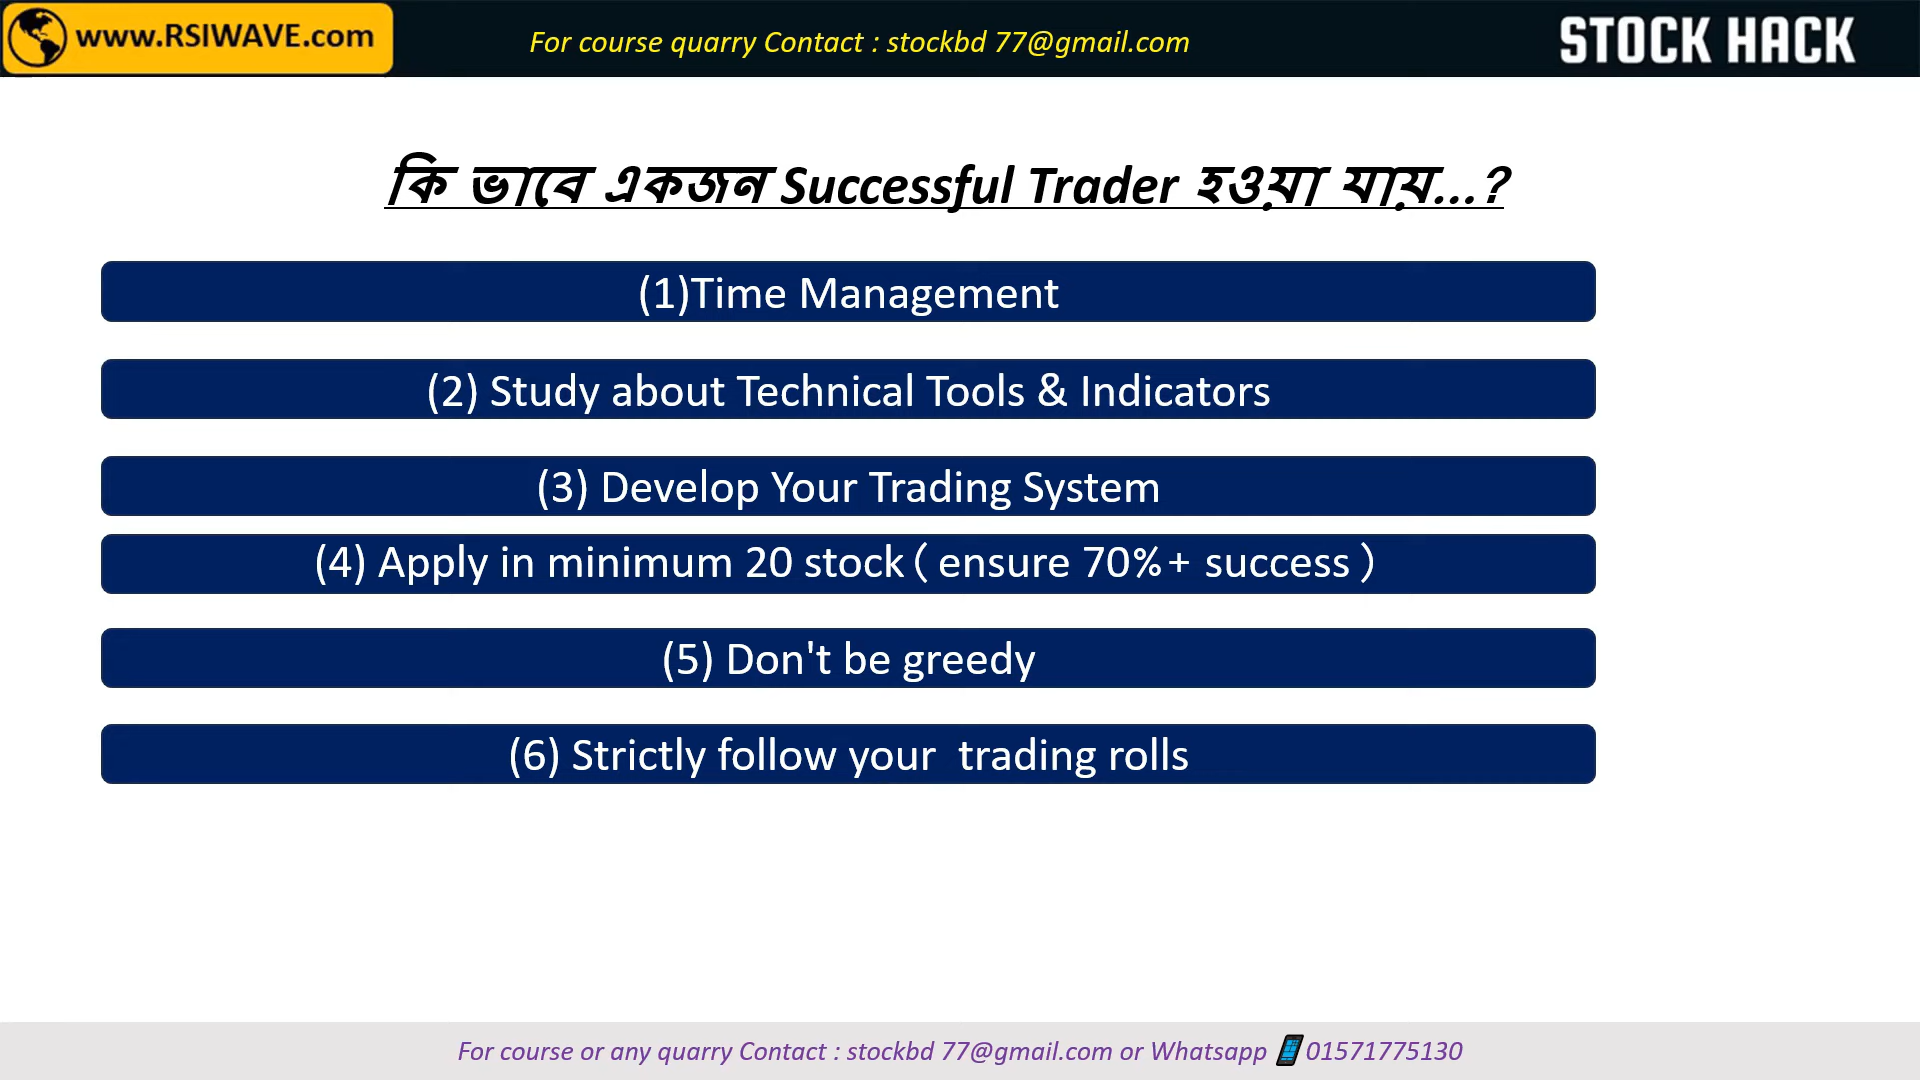 www.RSIWAVE.com
For course quarry Contact : stockbd 77@gmail.com
STOCK HACK
কি ভাবে একজন Successful Trader হওয়া যায়...?
(1)Time Management
(2) Study about Technical Tools & Indicators
(3) Develop Your Trading System
(4) Apply in minimum 20 stock ( ensure 70%+ success )
(5) Don't be greedy
(6) Strictly follow your  trading rolls
For course or any quarry Contact : stockbd 77@gmail.com or Whatsapp 01571775130